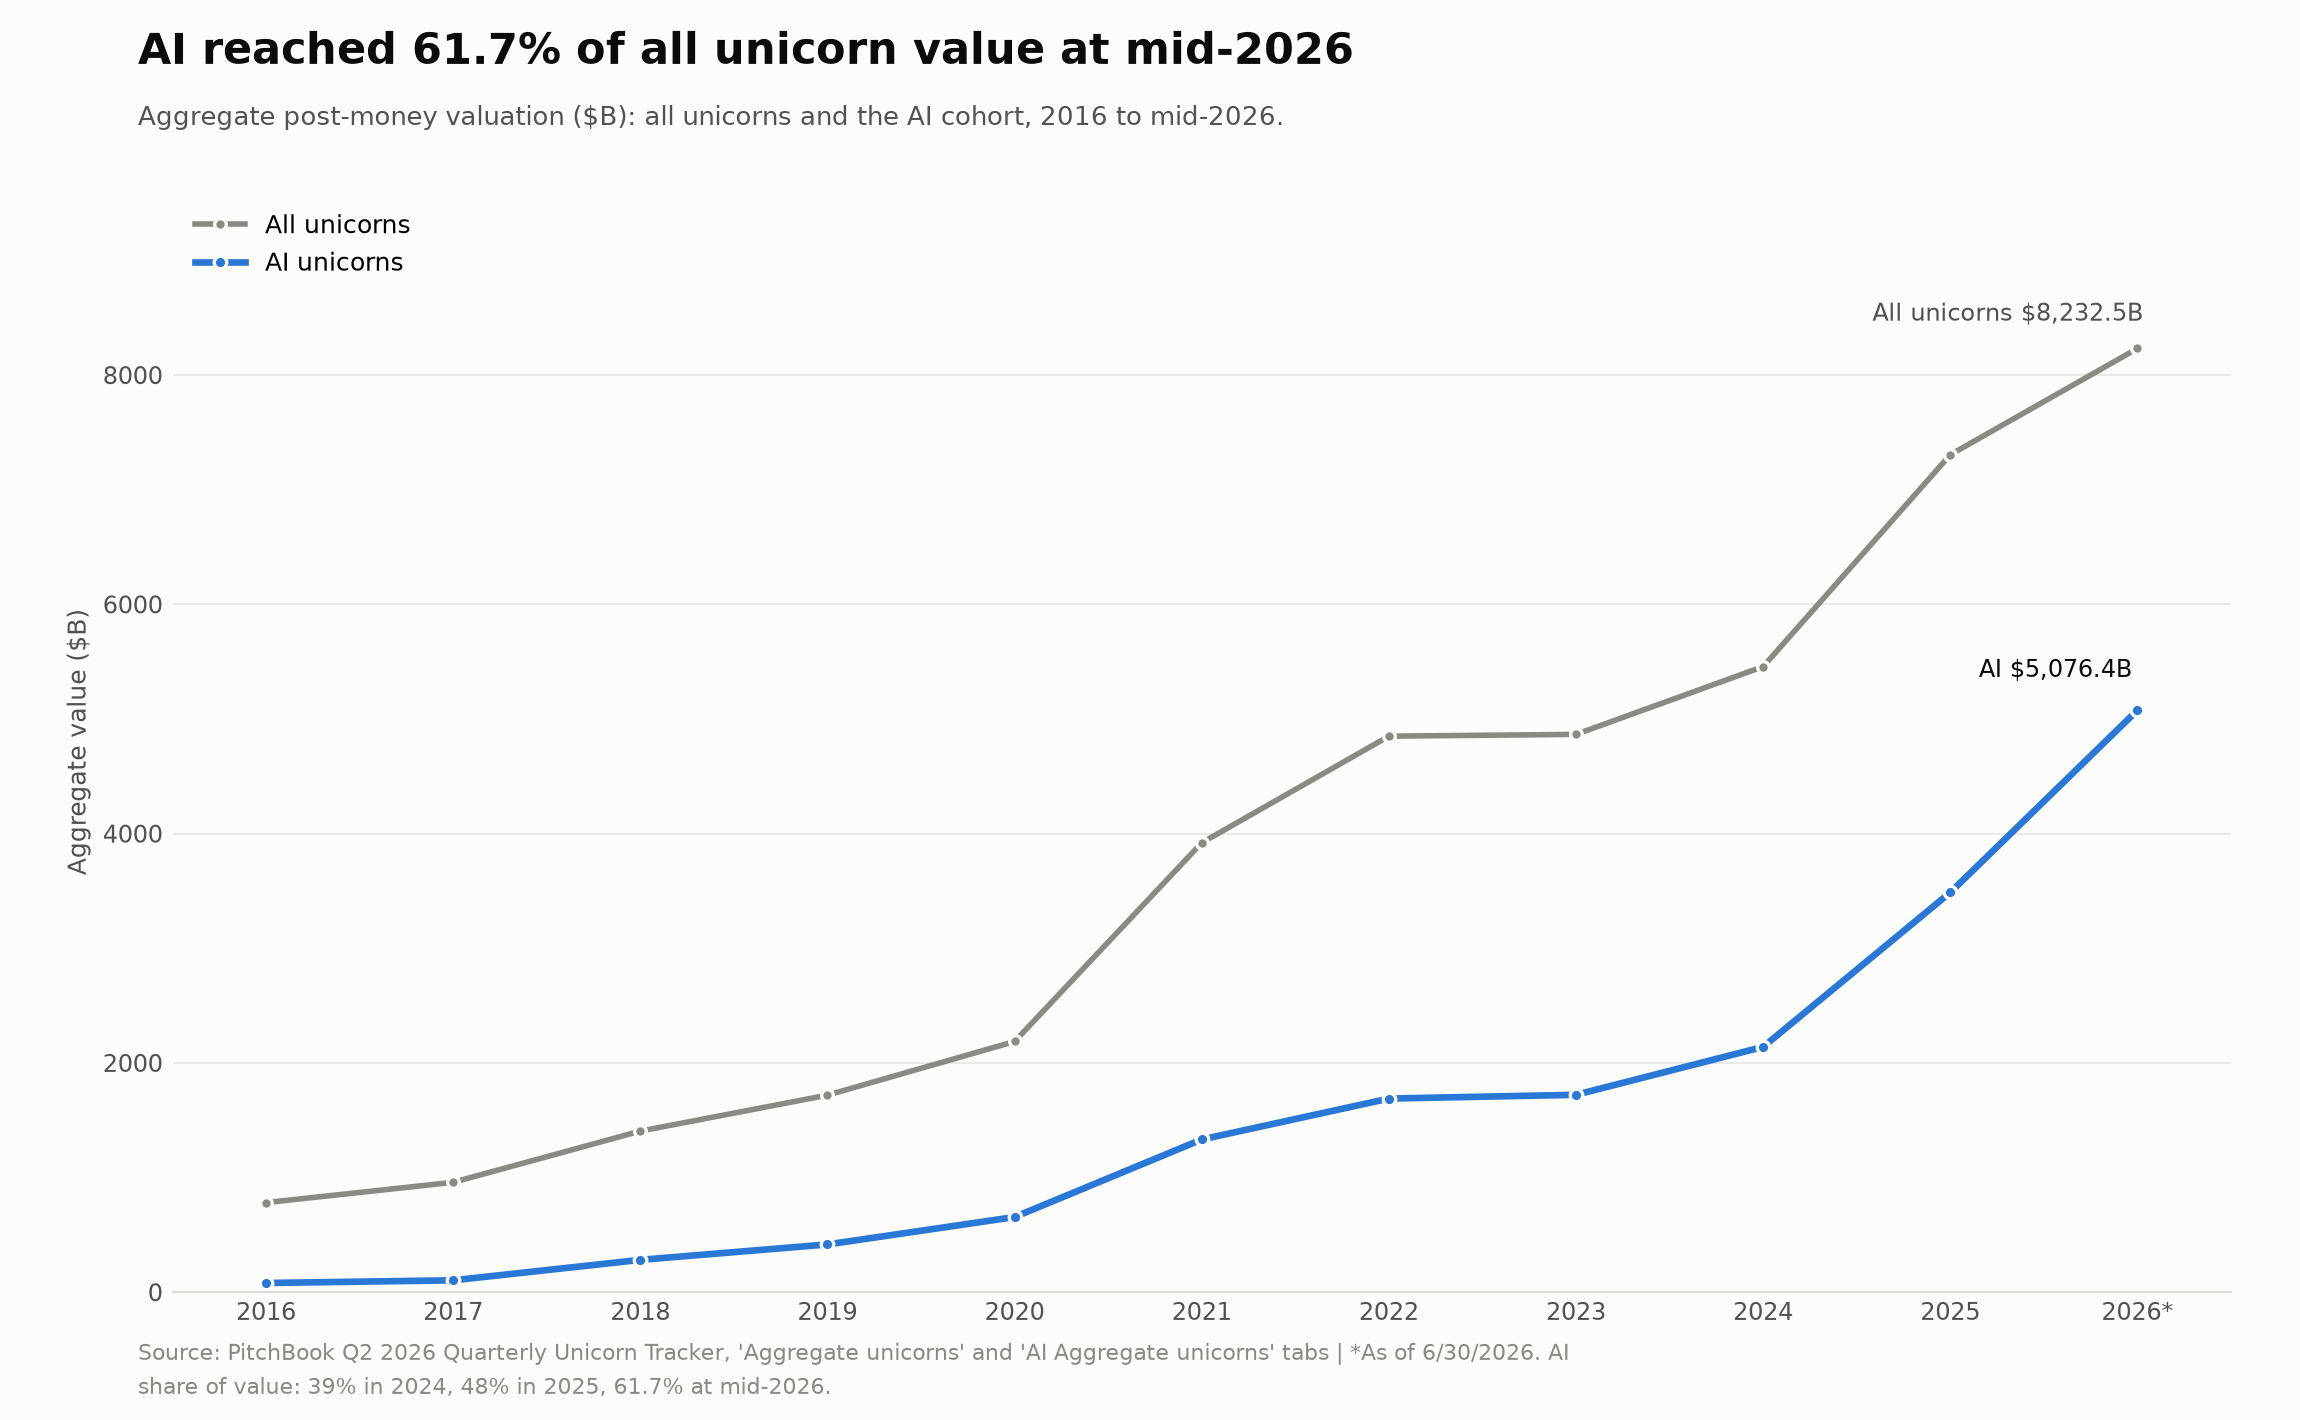 AI reached 61.7% of all unicorn value at mid-2026
Aggregate post-money valuation ($B): all unicorns and the AI cohort, 2016 to mid-2026.
All unicorns
AI unicorns
All unicorns $8,232.5B
AI $5,076.4B
Aggregate value ($B)
8000
6000
4000
2000
0
2016 2017 2018 2019 2020 2021 2022 2023 2024 2025 2026*
Source: PitchBook Q2 2026 Quarterly Unicorn Tracker, 'Aggregate unicorns' and 'AI Aggregate unicorns' tabs | *As of 6/30/2026. AI
share of value: 39% in 2024, 48% in 2025, 61.7% at mid-2026.